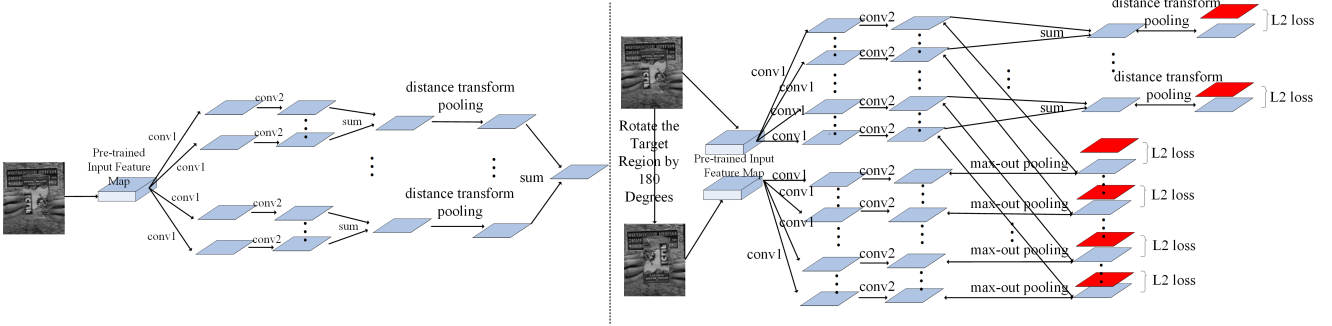 Pre-trained
Input Feature
Map
conv1
conv1
conv1
conv1
conv2
conv2
conv2
conv2
sum
sum
distance transform
pooling
distance transform
pooling
sum
Rotate the
Target
Region by
180
Degrees
Pre-trained Input
Feature Map
conv1
conv1
conv1
conv1
conv1
conv1
conv1
conv1
conv2
conv2
conv2
conv2
conv2
conv2
conv2
conv2
sum
sum
distance transform
pooling
L2 loss
distance transform
pooling
L2 loss
max-out pooling
L2 loss
max-out pooling
L2 loss
max-out pooling
L2 loss
max-out pooling
L2 loss